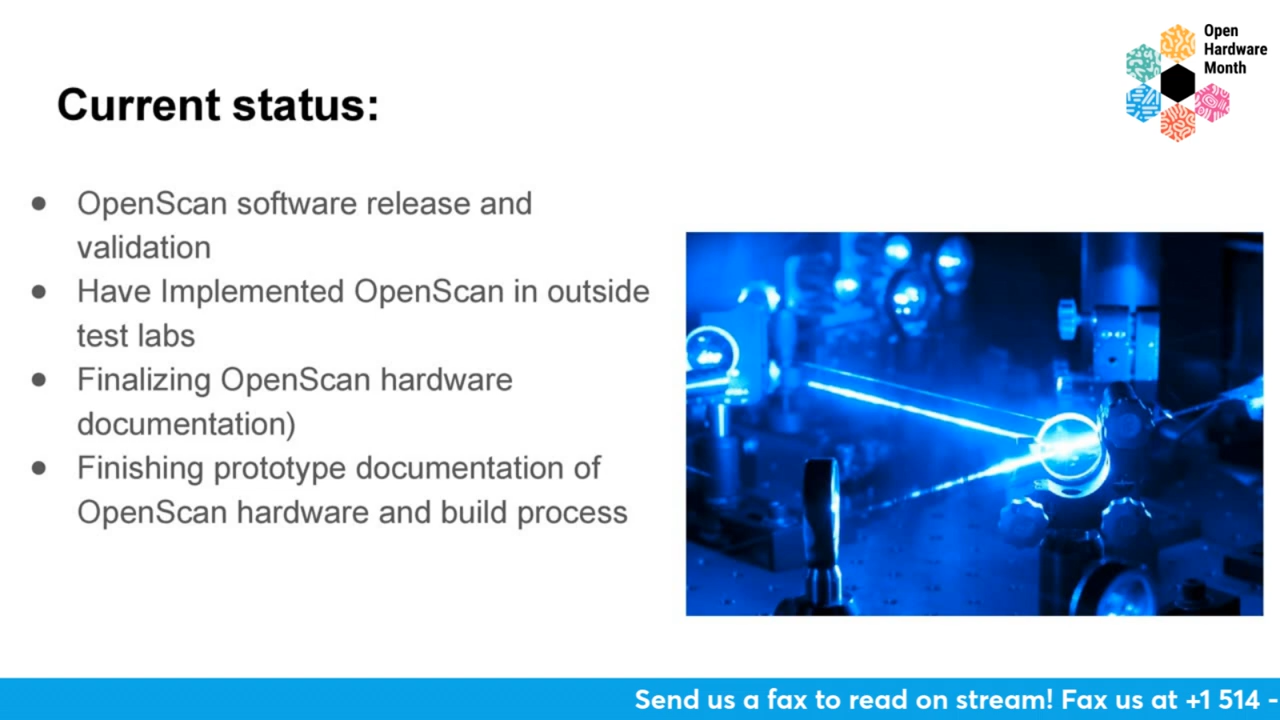 Open
Hardware
Month
Current status:
● OpenScan software release and
validation
● Have Implemented OpenScan in outside
test labs
● Finalizing OpenScan hardware
documentation)
● Finishing prototype documentation of
OpenScan hardware and build process
Send us a fax to read on stream! Fax us at +1 514 -